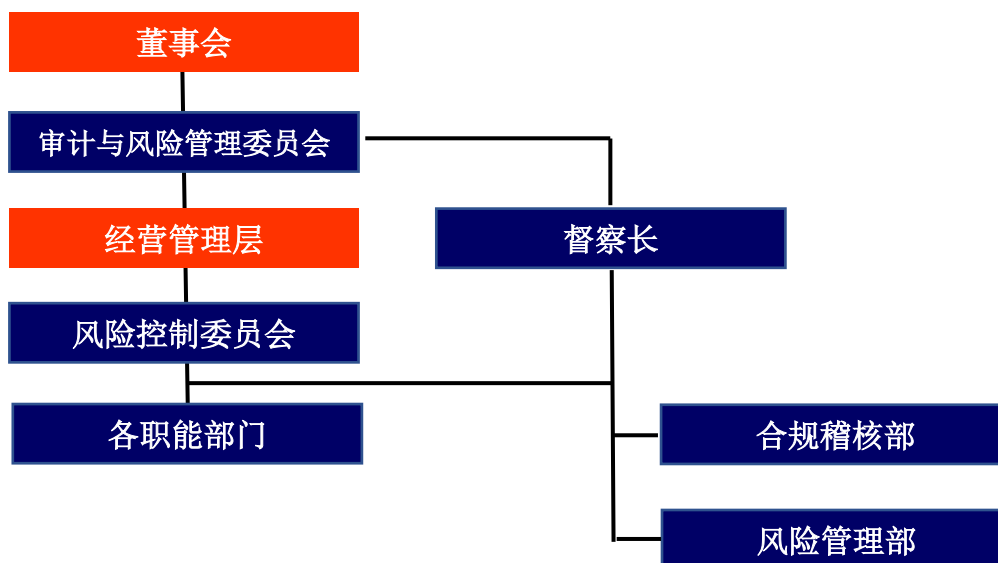 董事会
审计与风险管理委员会
经营管理层
督察长
风险控制委员会
各职能部门
合规稽核部
风险管理部